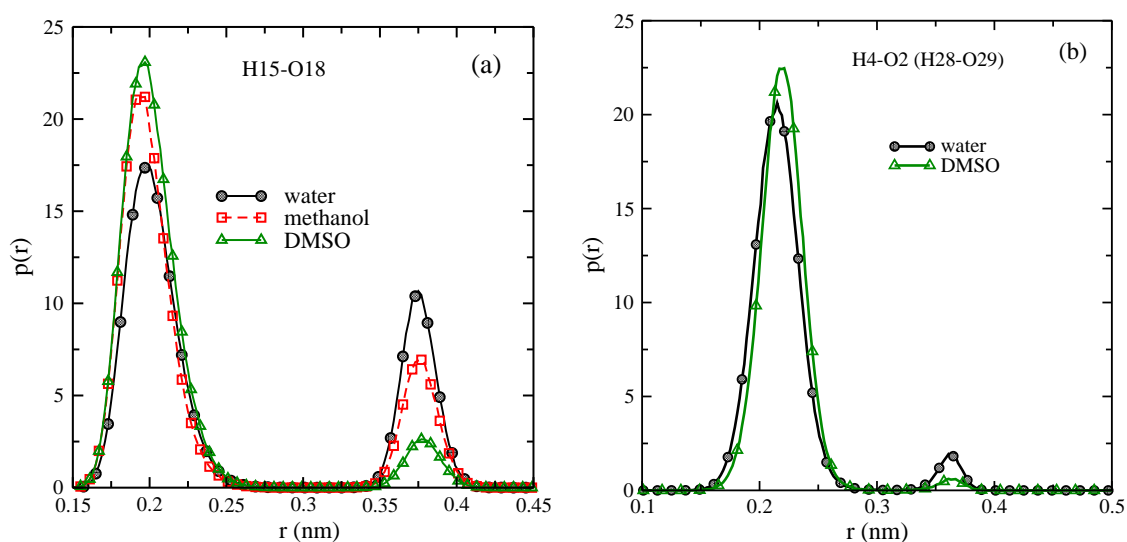 25
20
15
10
5
0
p(r)
H15-O18
(a)
water
methanol
DMSO
0.15 0.2 0.25 0.3 0.35 0.4 0.45
r (nm)
25
20
15
10
5
0
p(r)
H4-O2 (H28-O29)
(b)
water
DMSO
0.1 0.2 0.3 0.4 0.5
r (nm)